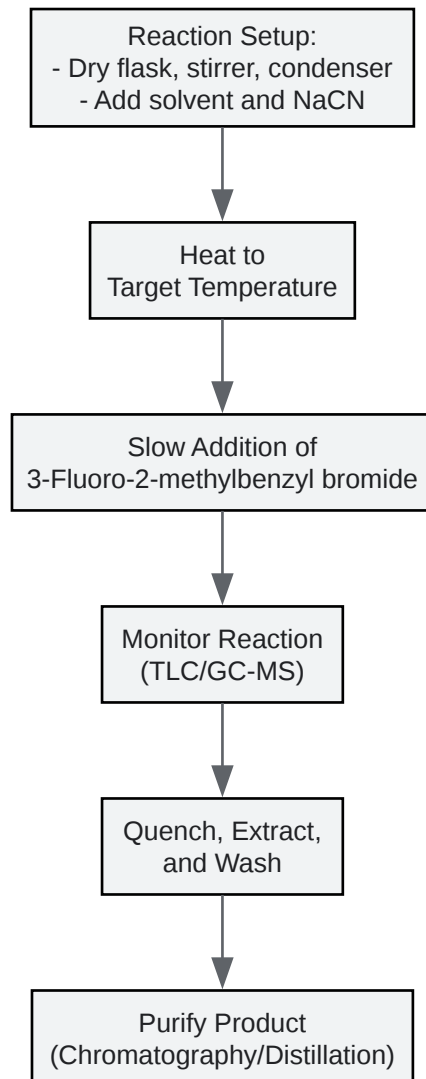 Reaction Setup:
- Dry flask, stirrer, condenser
- Add solvent and NaCN
Heat to
Target Temperature
Slow Addition of
3-Fluoro-2-methylbenzyl bromide
Monitor Reaction
(TLC/GC-MS)
Quench, Extract,
and Wash
Purify Product
(Chromatography/Distillation)